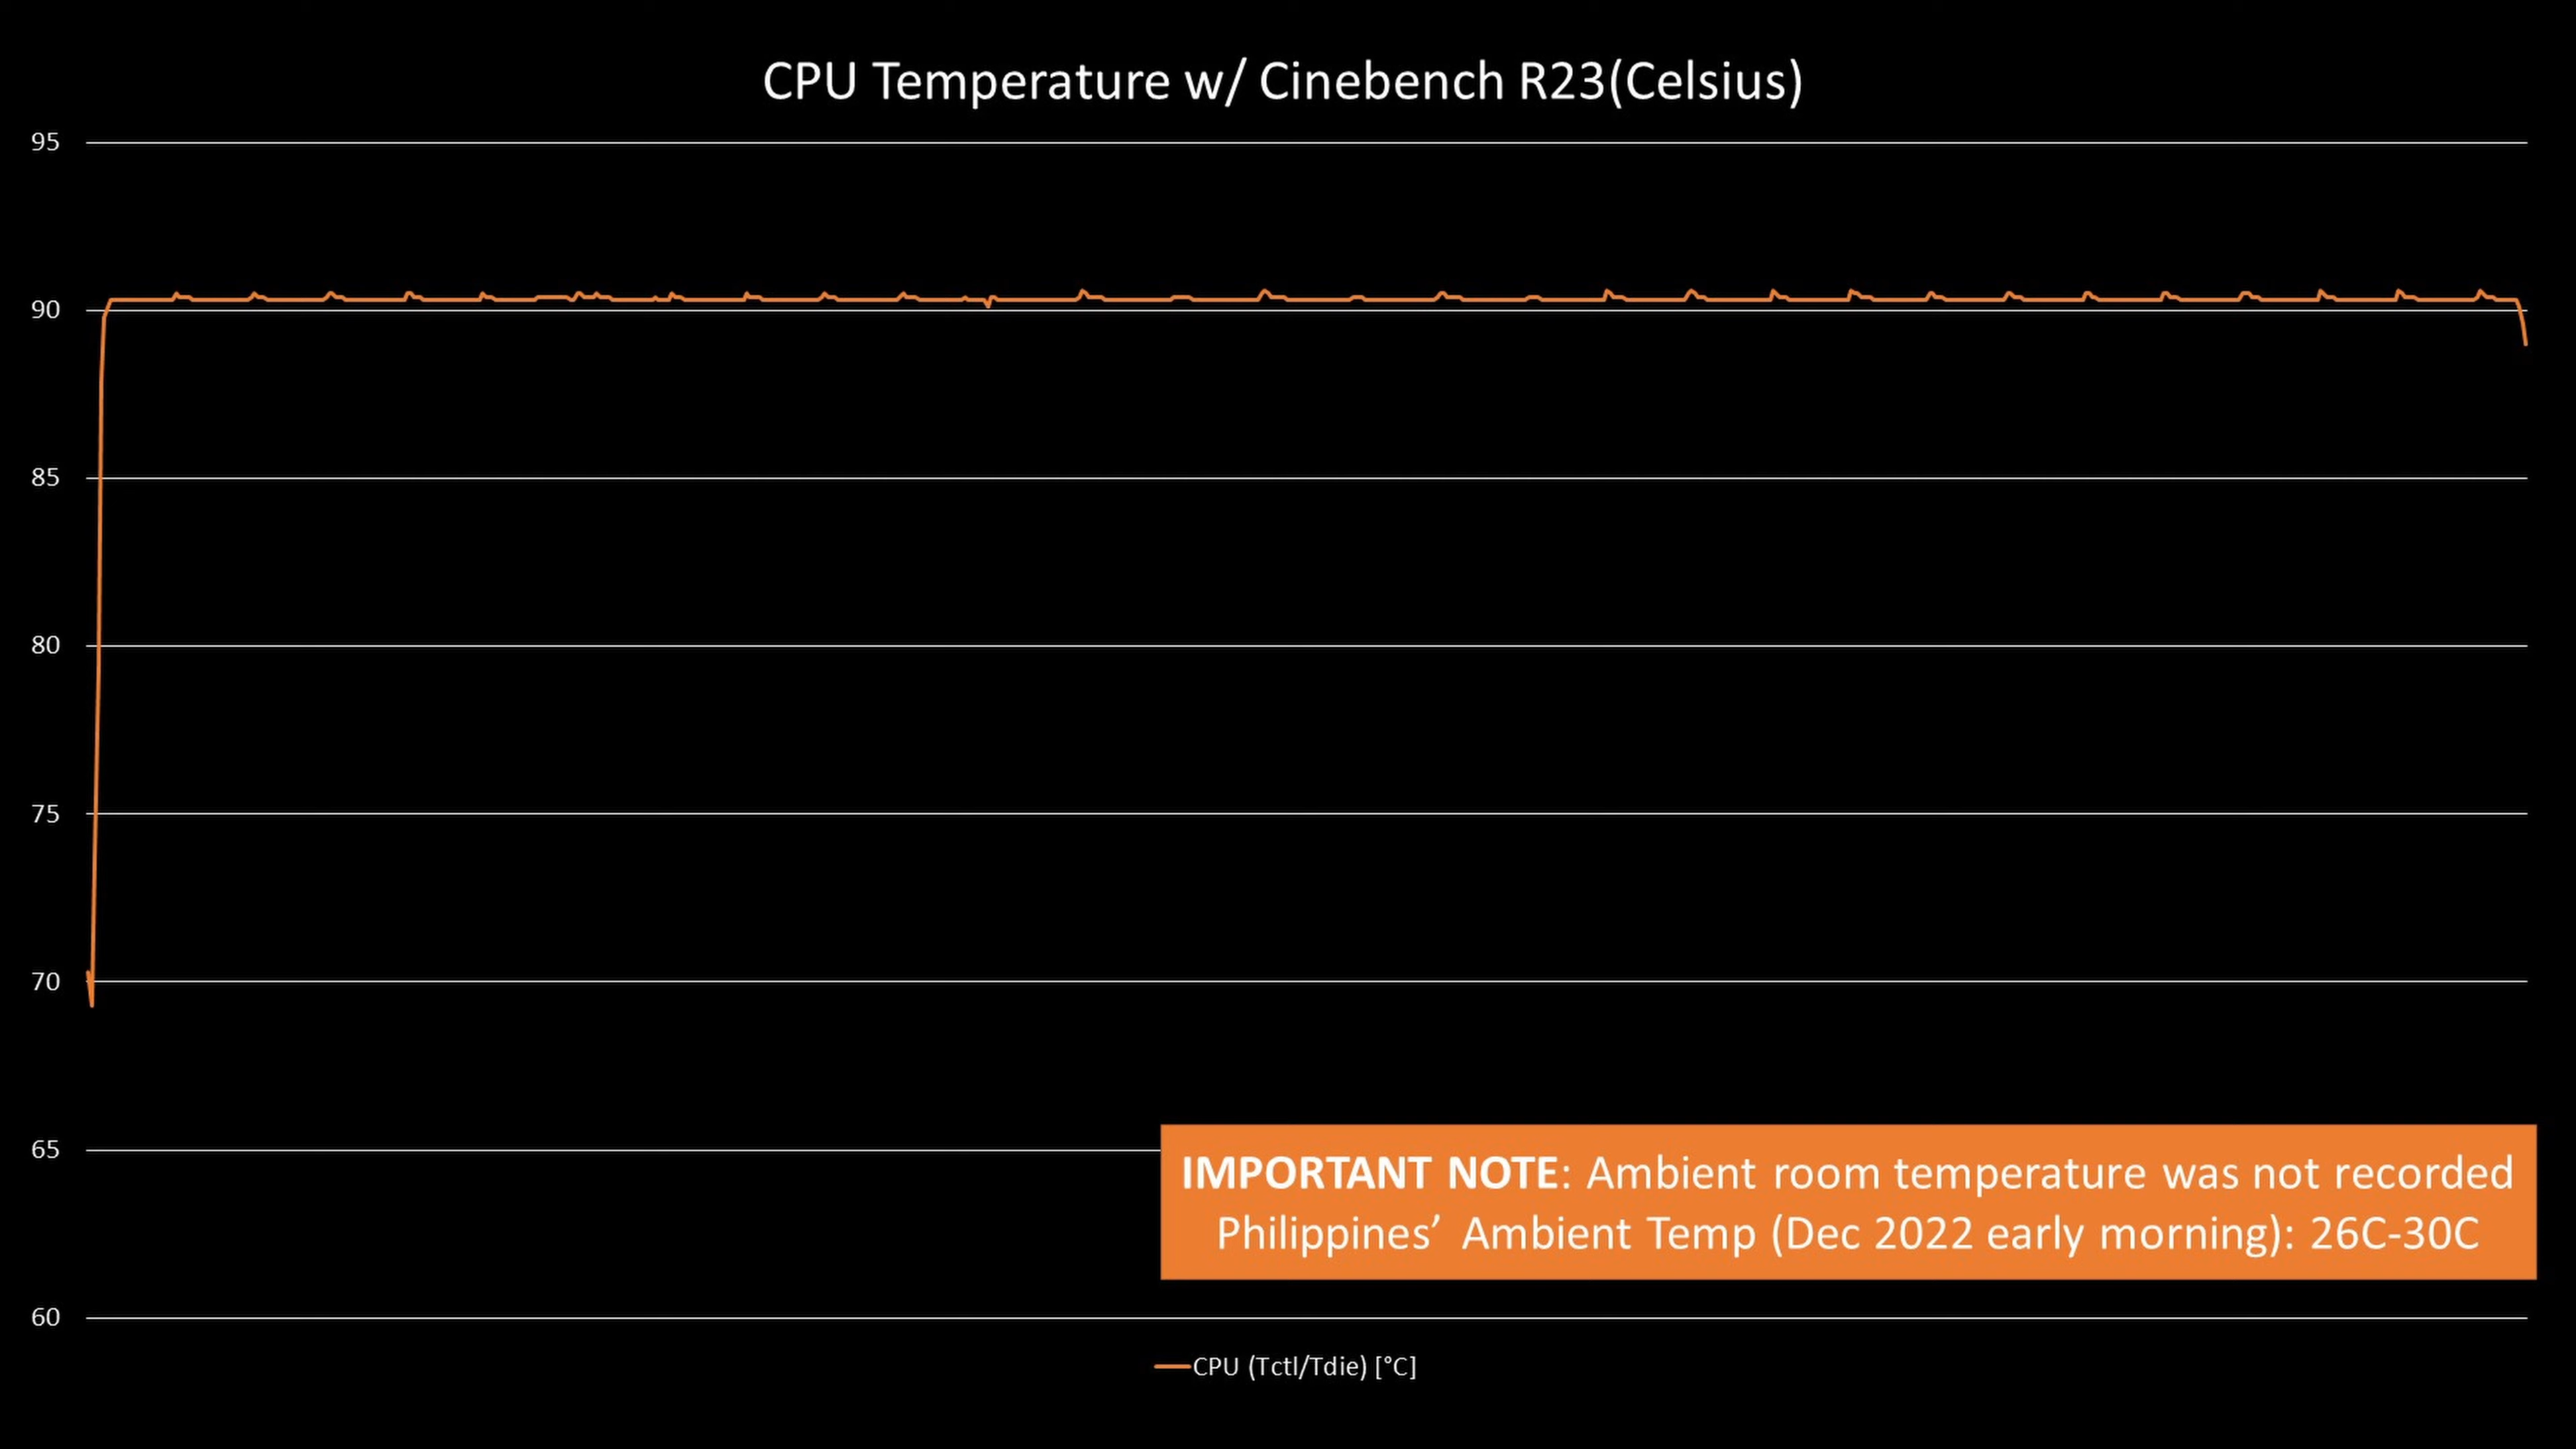 CPU Temperature w/ Cinebench R23(Celsius)
95
90
85
80
75
70
65
60
IMPORTANT NOTE: Ambient room temperature was not recorded
Philippines’ Ambient Temp (Dec 2022 early morning): 26C-30C
CPU (Tctl/Tdie) [°C]